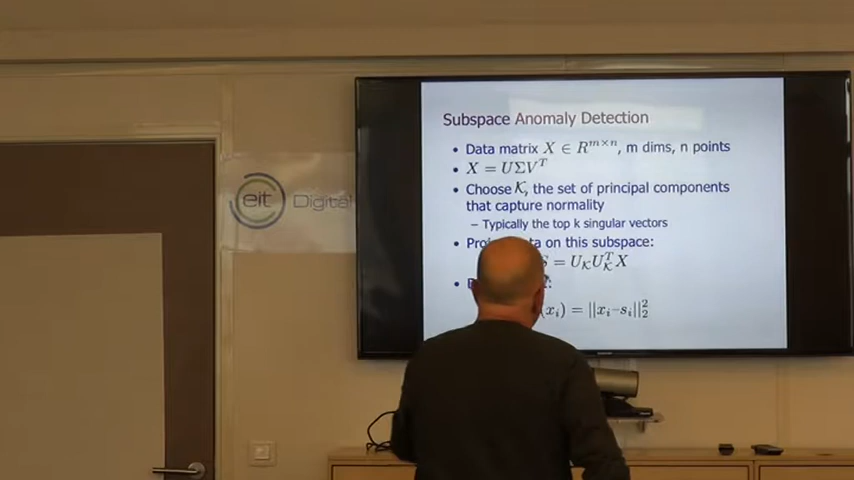 Subspace Anomaly Detection
• Data matrix X ∈ R^{m×n}, m dims, n points
• X = UΣV^T
• Choose 𝒦, the set of principal components
that capture normality
– Typically the top k singular vectors
eit Digital
• on this subspace:
= U_𝒦U_𝒦^T X
•
(x_i) = ||x_i–s_i||_2^2